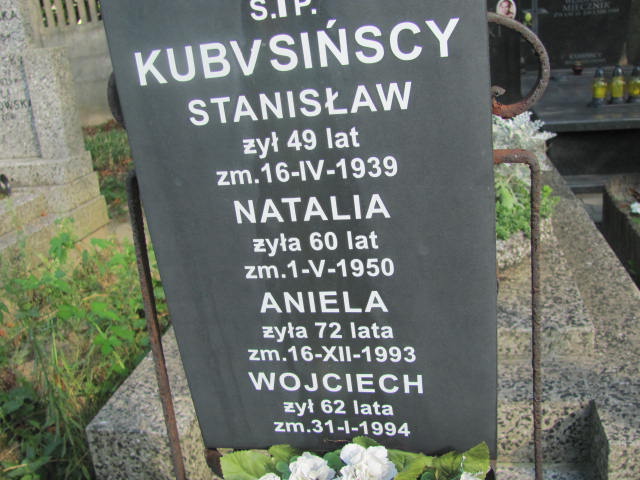 Ś.†P.
KUBVSIŃSCY
STANISŁAW
żył 49 lat
zm.16-IV-1939
NATALIA
żyła 60 lat
zm.1-V-1950
ANIELA
żyła 72 lata
zm.16-XII-1993
WOJCIECH
żył 62 lata
zm.31-I-1994
MIECZNIK